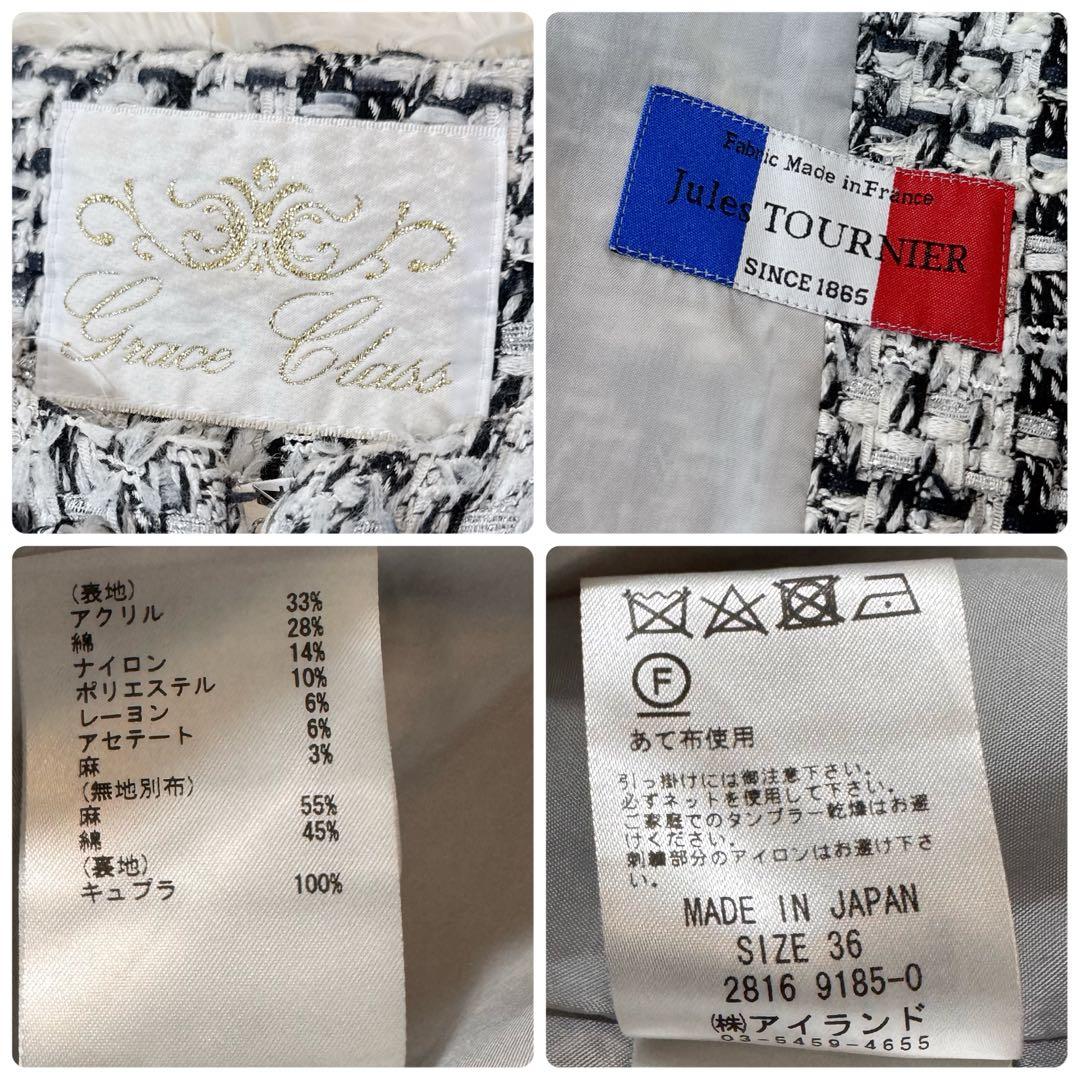 Grace Class
Fabric Made in France
Jules TOURNIER
SINCE 1865
(表地)
アクリル 33%
綿 28%
ナイロン 14%
ポリエステル 10%
レーヨン 6%
アセテート 6%
麻 3%
(無地別布)
麻 55%
綿 45%
(裏地)
キュプラ 100%
F
あて布使用
引っ掛けには御注意下さい。
必ずネットを使用して下さい。
ご家庭でのタンブラー乾燥はお避
けください。
刺繍部分のアイロンはお避け下さ
い。
MADE IN JAPAN
SIZE 36
2816 9185-0
(株)アイランド
03-5459-4655